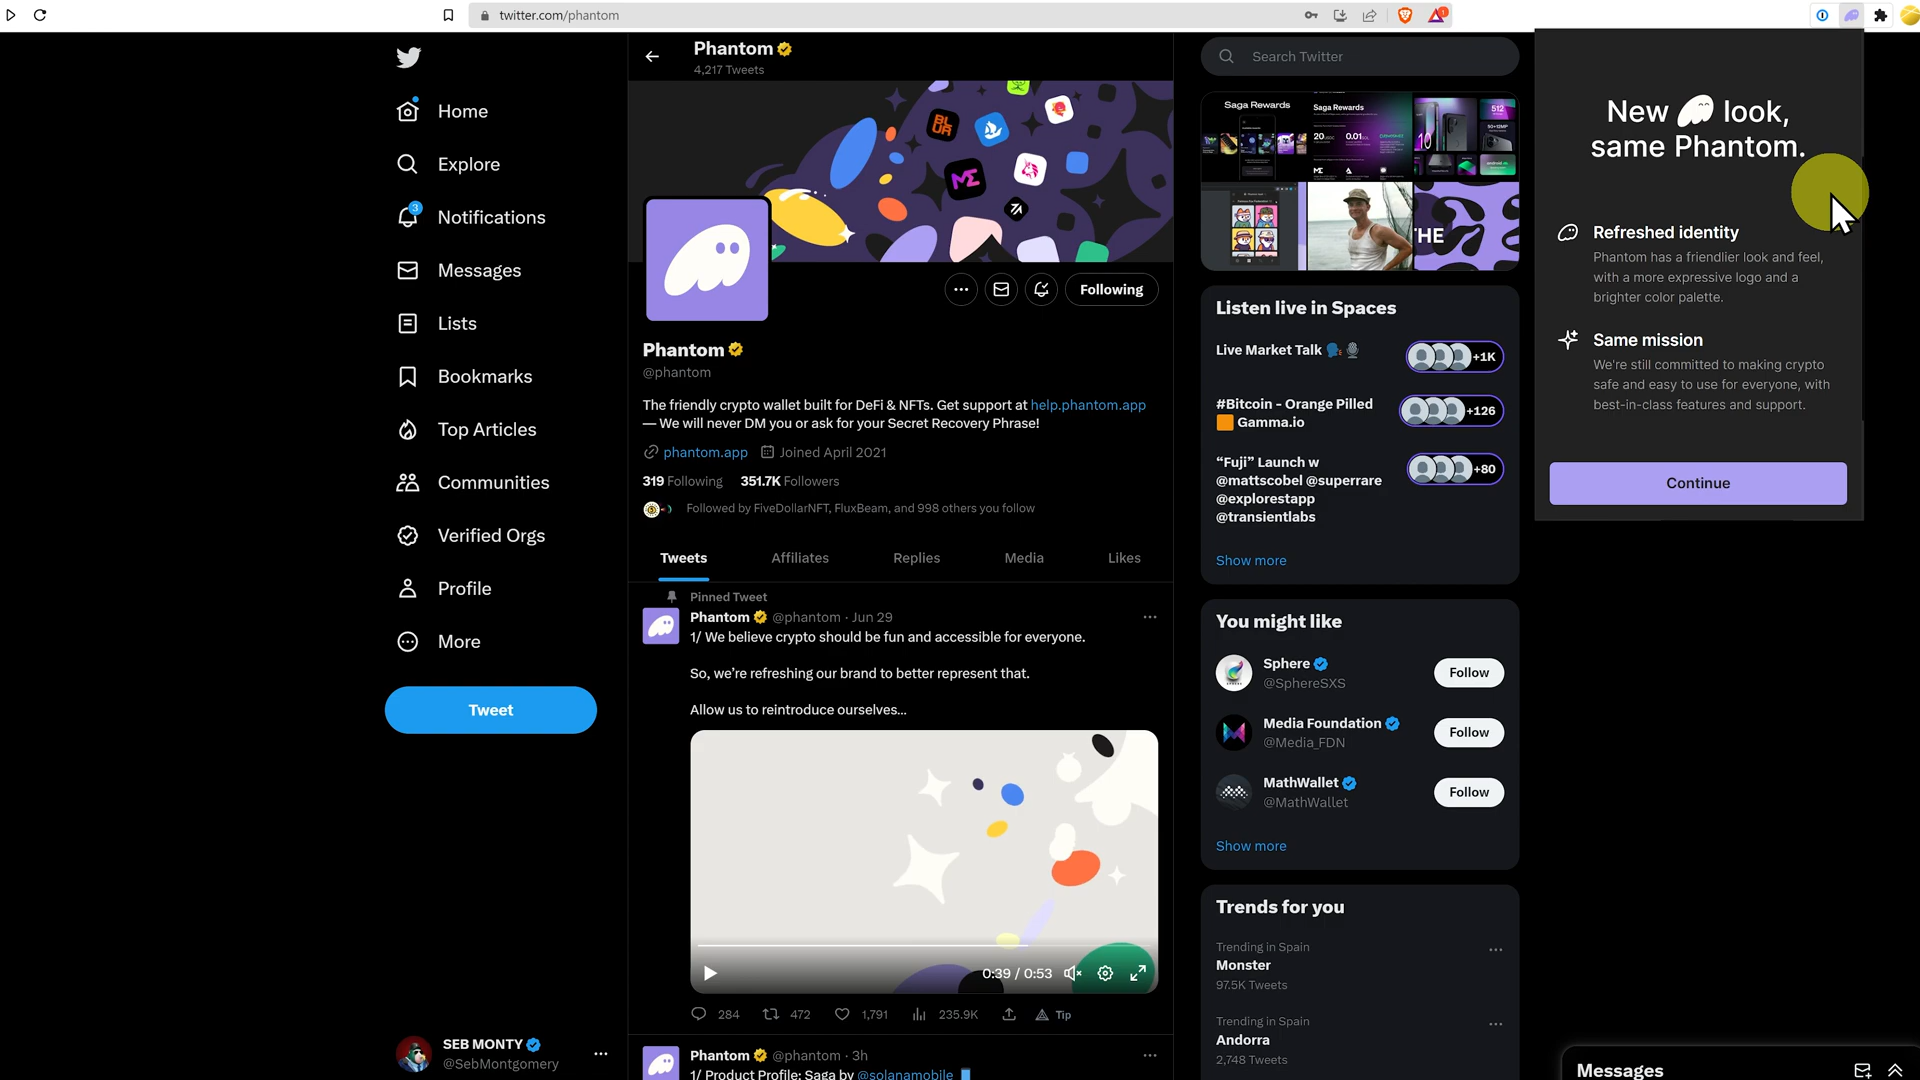 twitter.com/phantom
1
Home
Explore
3
Notifications
Messages
Lists
Bookmarks
Top Articles
Communities
Verified Orgs
Profile
More
Tweet
SEB MONTY
@SebMontgomery
Phantom
4,217 Tweets
BLUR
ME
Following
Phantom
@phantom
The friendly crypto wallet built for DeFi & NFTs. Get support at help.phantom.app
— We will never DM you or ask for your Secret Recovery Phrase!
phantom.app Joined April 2021
319 Following 351.7K Followers
Followed by FiveDollarNFT, FluxBeam, and 998 others you follow
Tweets Affiliates Replies Media Likes
Pinned Tweet
Phantom @phantom · Jun 29
1/ We believe crypto should be fun and accessible for everyone.
So, we're refreshing our brand to better represent that.
Allow us to reintroduce ourselves...
0:39 / 0:53
284 472 1,791 235.9K Tip
Phantom @phantom · 3h
1/ Product Profile: Saga by @solanamobile
Search Twitter
Saga Rewards
Saga Rewards
20
0.01
512
10
THE
Listen live in Spaces
Live Market Talk
+1K
#Bitcoin - Orange Pilled
Gamma.io
+126
“Fuji” Launch w
@mattscobel @superrare
@explorestapp
@transientlabs
+80
Show more
You might like
Sphere
@SphereSXS
Follow
Media Foundation
@Media_FDN
Follow
MathWallet
@MathWallet
Follow
Show more
Trends for you
Trending in Spain
Monster
97.5K Tweets
Trending in Spain
Andorra
2,748 Tweets
New look,
same Phantom.
Refreshed identity
Phantom has a friendlier look and feel,
with a more expressive logo and a
brighter color palette.
Same mission
We're still committed to making crypto
safe and easy to use for everyone, with
best-in-class features and support.
Continue
Messages